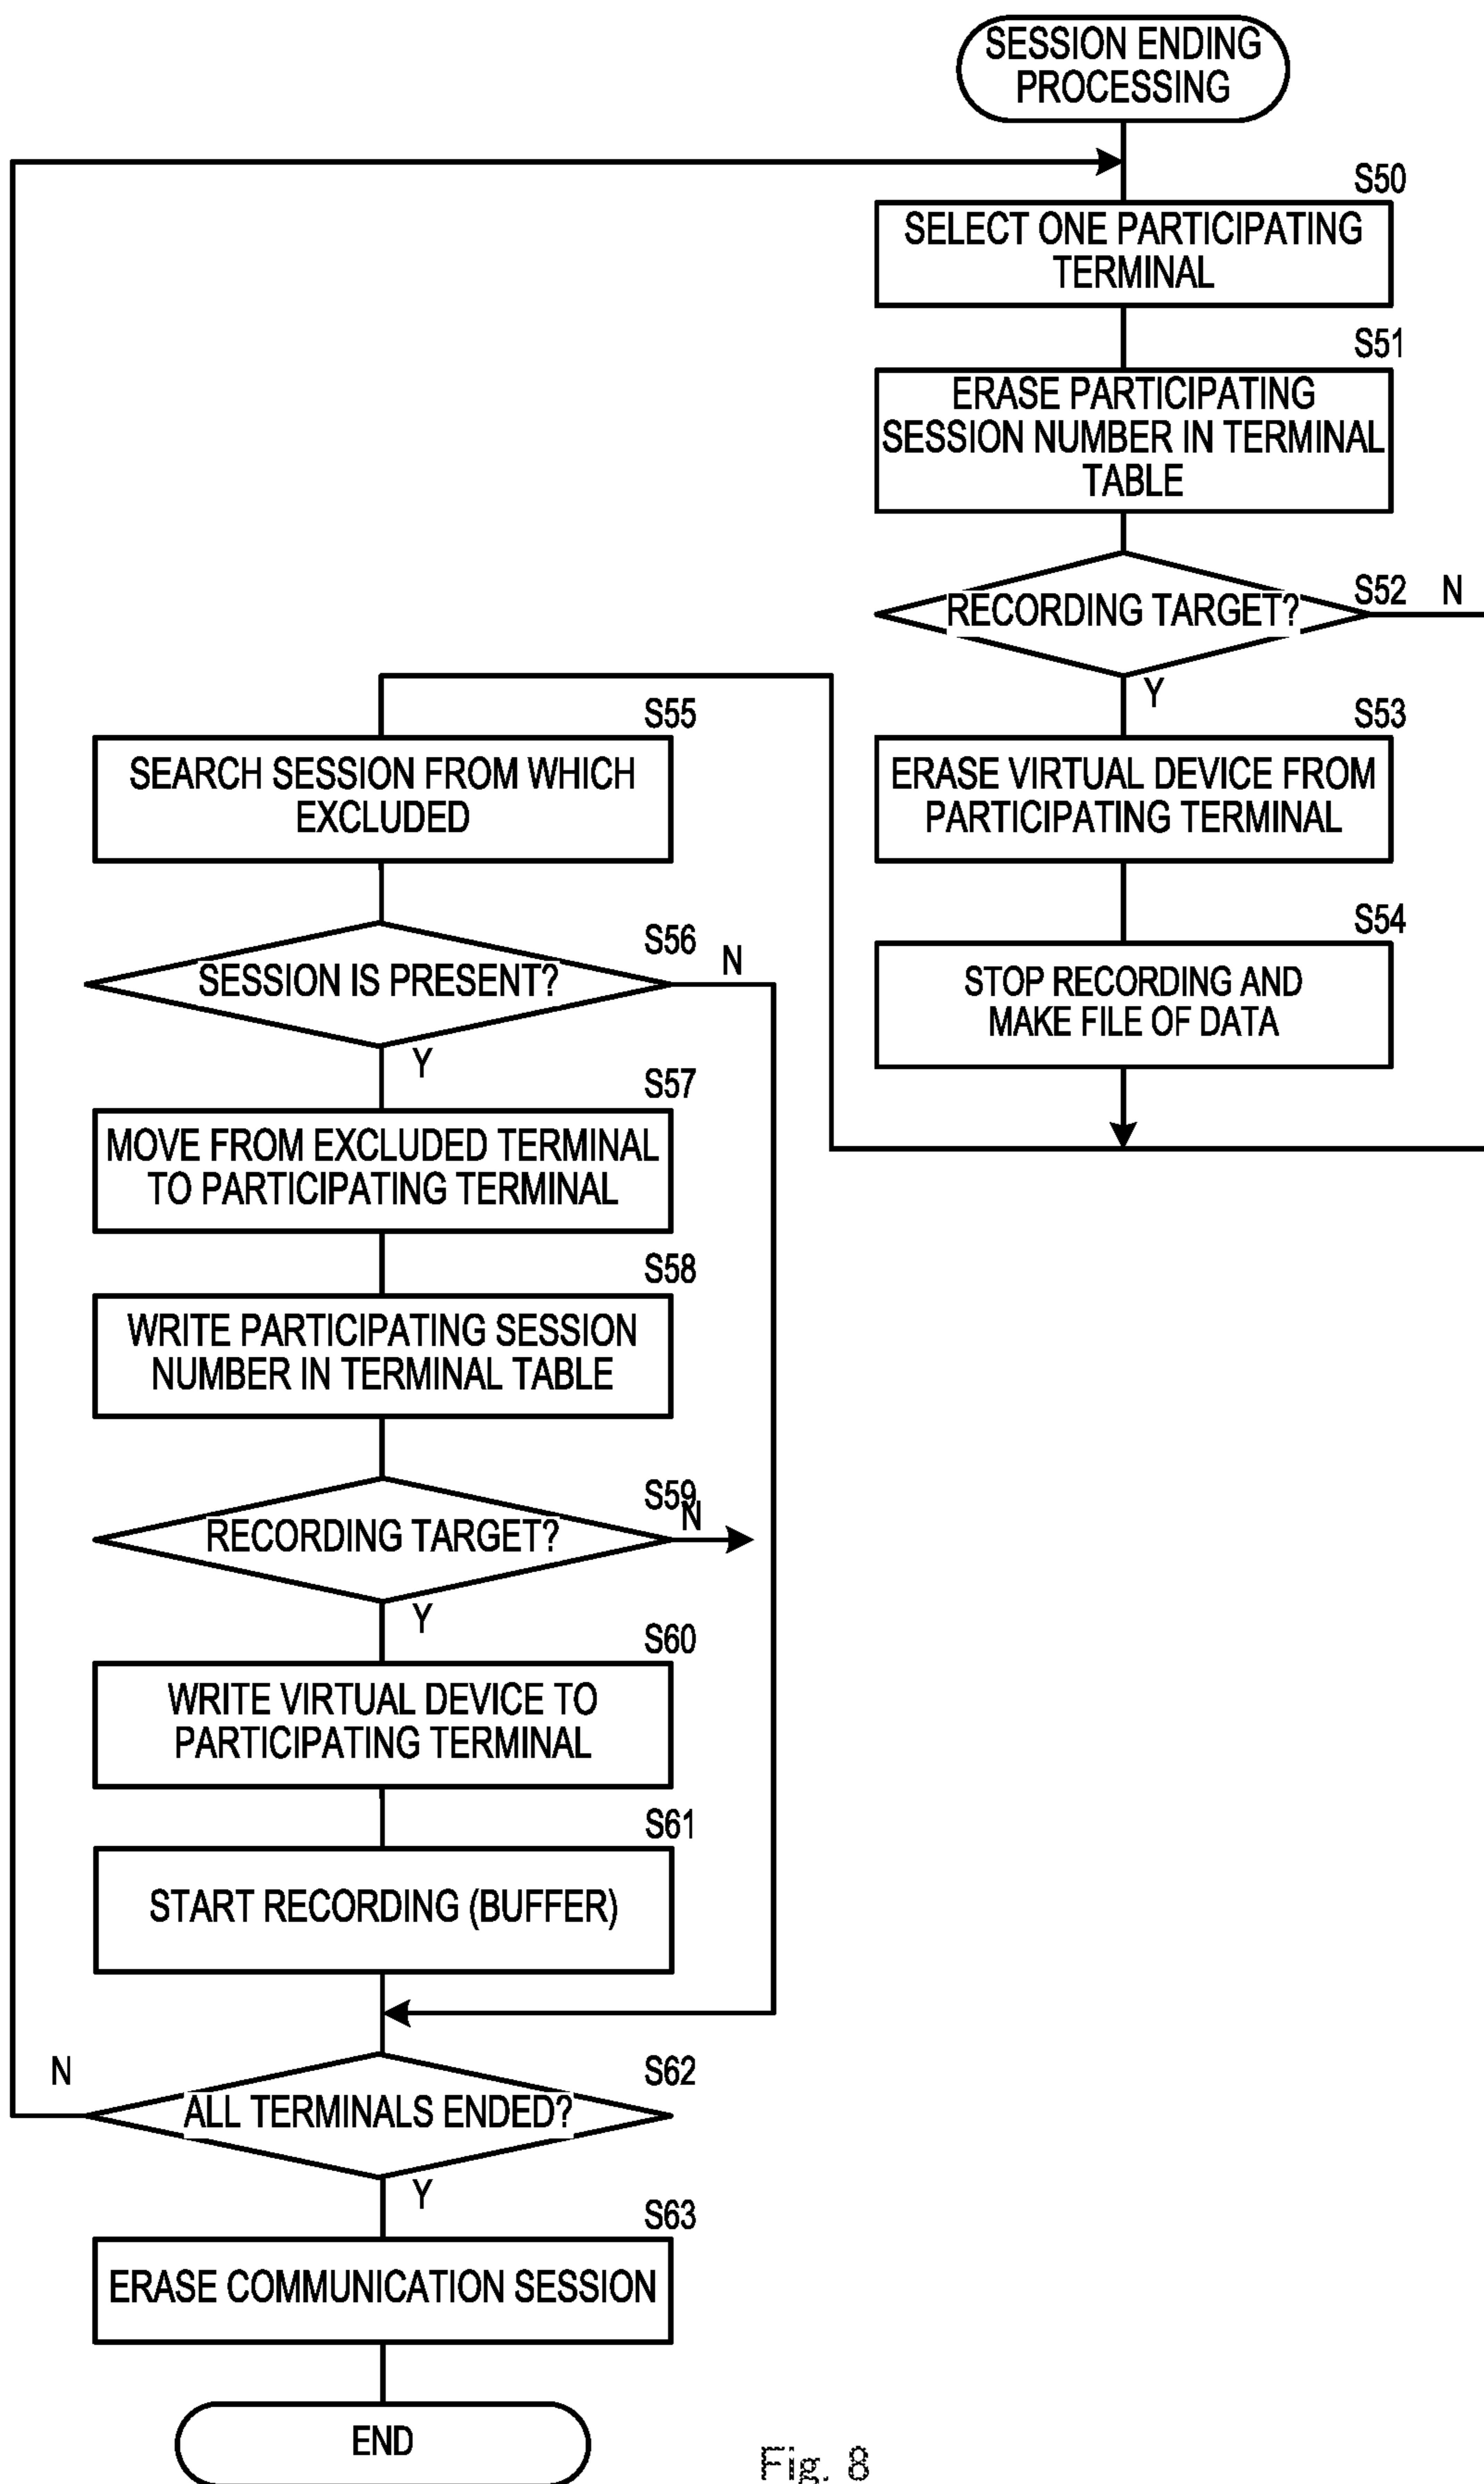 SESSION ENDING
PROCESSING
S50
SELECT ONE PARTICIPATING
TERMINAL
S51
ERASE PARTICIPATING
SESSION NUMBER IN TERMINAL
TABLE
S52
N
RECORDING TARGET?
Y
S53
ERASE VIRTUAL DEVICE FROM
PARTICIPATING TERMINAL
S54
STOP RECORDING AND
MAKE FILE OF DATA
S55
SEARCH SESSION FROM WHICH
EXCLUDED
S56
N
SESSION IS PRESENT?
Y
S57
MOVE FROM EXCLUDED TERMINAL
TO PARTICIPATING TERMINAL
S58
WRITE PARTICIPATING SESSION
NUMBER IN TERMINAL TABLE
S59
N
RECORDING TARGET?
Y
S60
WRITE VIRTUAL DEVICE TO
PARTICIPATING TERMINAL
S61
START RECORDING (BUFFER)
N
S62
ALL TERMINALS ENDED?
Y
S63
ERASE COMMUNICATION SESSION
END
Fig. 8